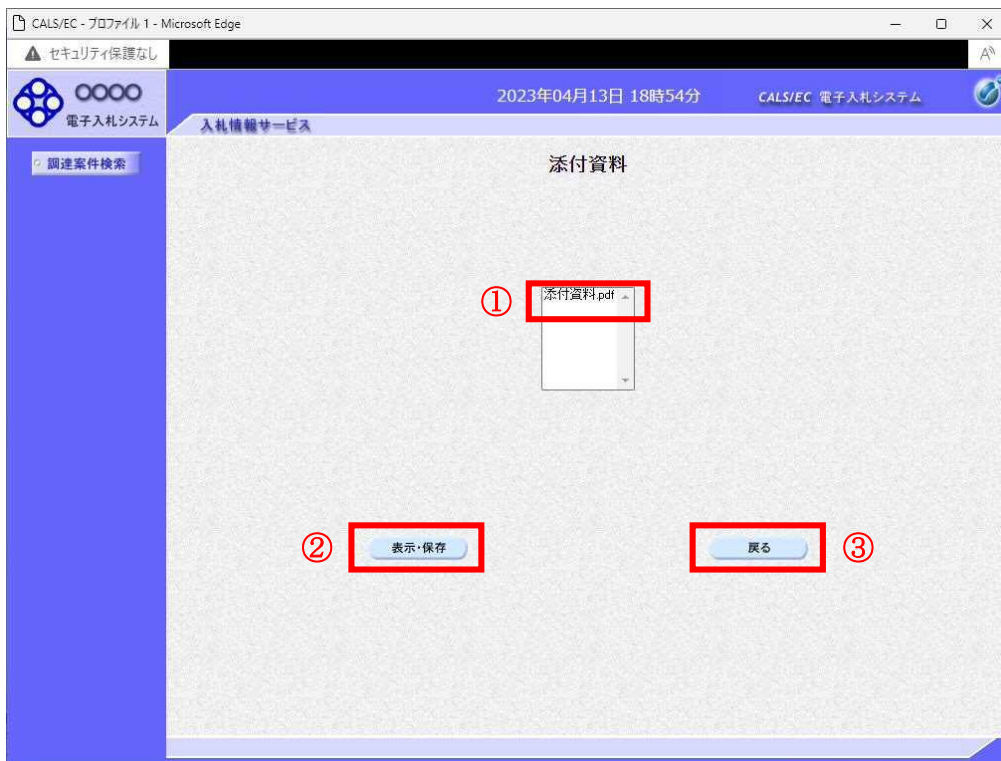 CALS/EC - プロファイル 1 - Microsoft Edge
セキュリティ保護なし
OOOO
電子入札システム
2023年04月13日 18時54分
CALS/EC 電子入札システム
入札情報サービス
調達案件検索
添付資料
①
添付資料.pdf
②
表示・保存
戻る
③